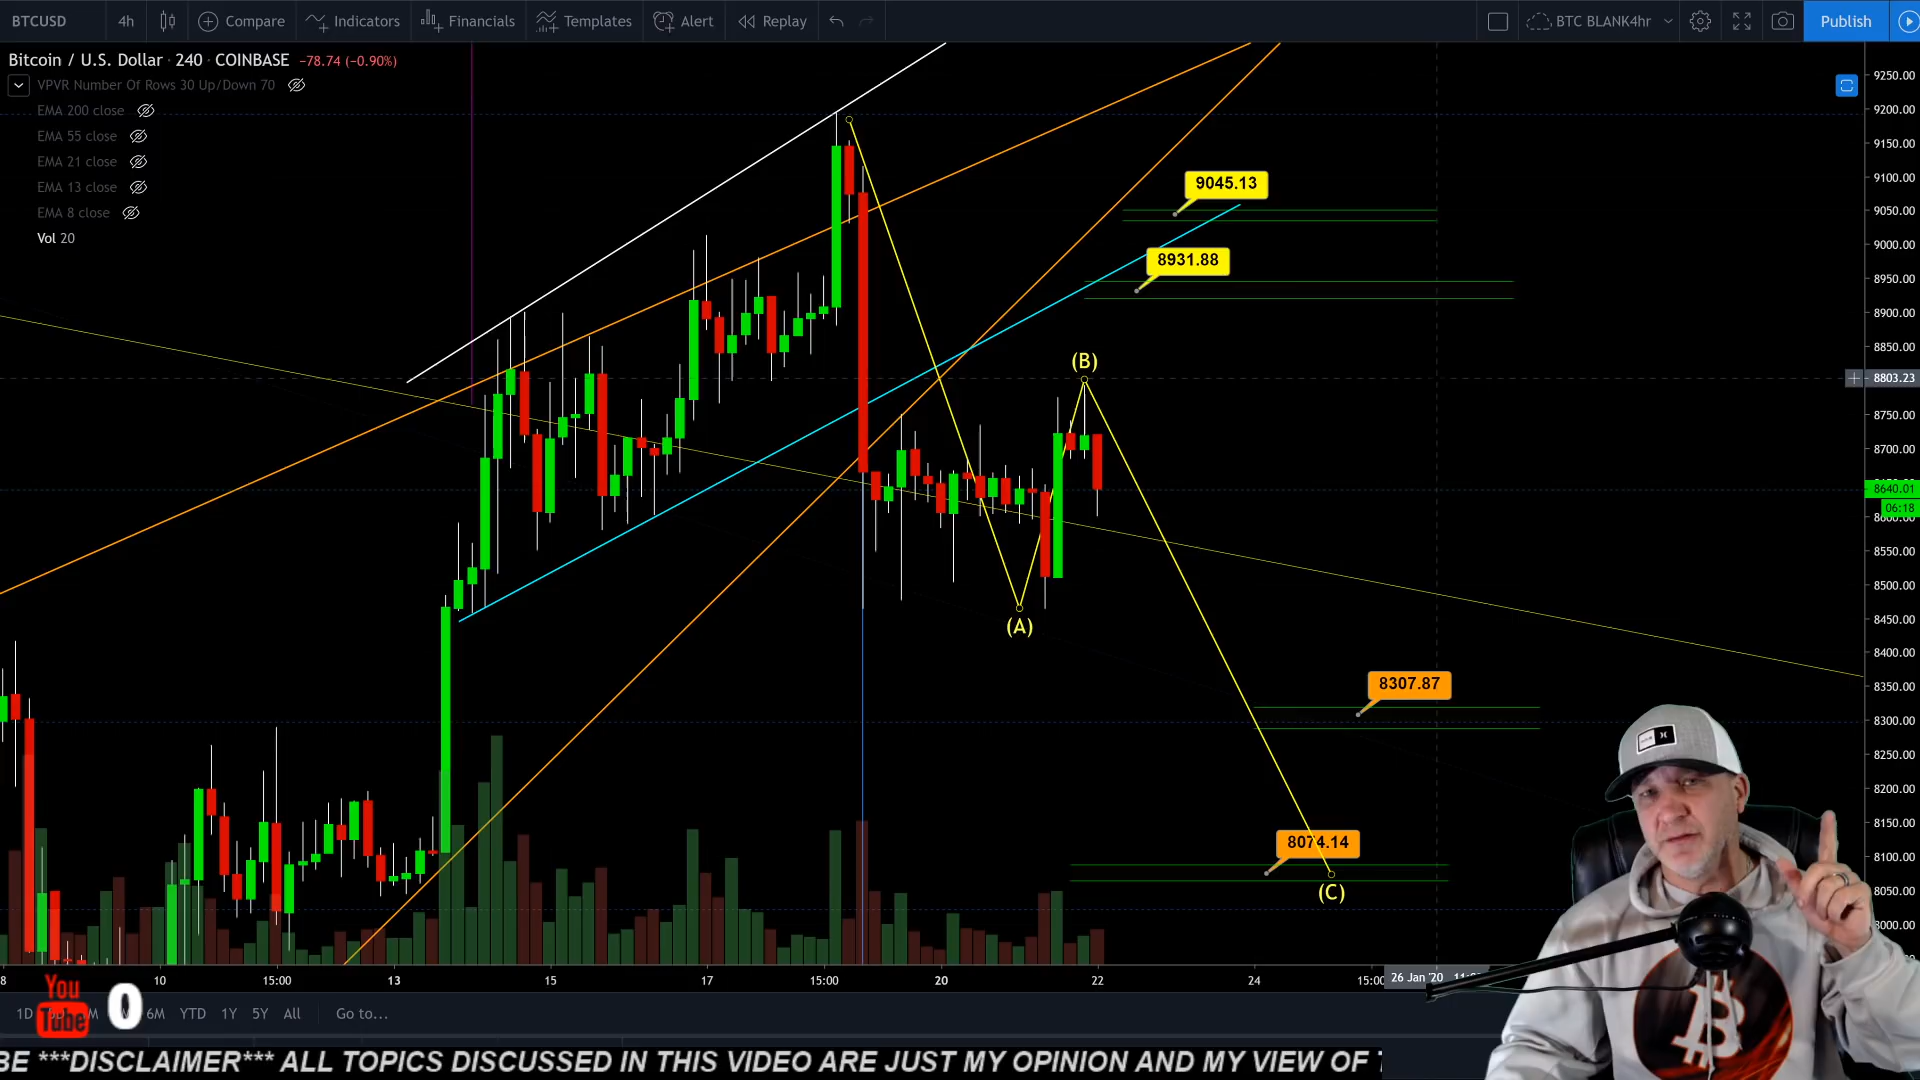 BTCUSD 4h Compare Indicators Financials Templates Alert Replay BTC BLANK4hr Publish
Bitcoin / U.S. Dollar · 240 · COINBASE −78.74 (−0.90%)
VPVR Number Of Rows 30 Up/Down 70
EMA 200 close
EMA 55 close
EMA 21 close
EMA 13 close
EMA 8 close
Vol 20
9250.00
9200.00
9150.00
9100.00
9050.00
9000.00
8950.00
8900.00
8850.00
8803.23
8750.00
8700.00
8640.01
06:18
8550.00
8500.00
8450.00
8400.00
8350.00
8300.00
8250.00
8200.00
8150.00
8100.00
8050.00
8000.00
9045.13
8931.88
(B)
(A)
8307.87
8074.14
(C)
8 10 15:00 13 15 17 15:00 20 22 24 15:00 26 Jan '20
You
Tube
0
1D 6M YTD 1Y 5Y All Go to...
BE ***DISCLAIMER*** ALL TOPICS DISCUSSED IN THIS VIDEO ARE JUST MY OPINION AND MY VIEW OF